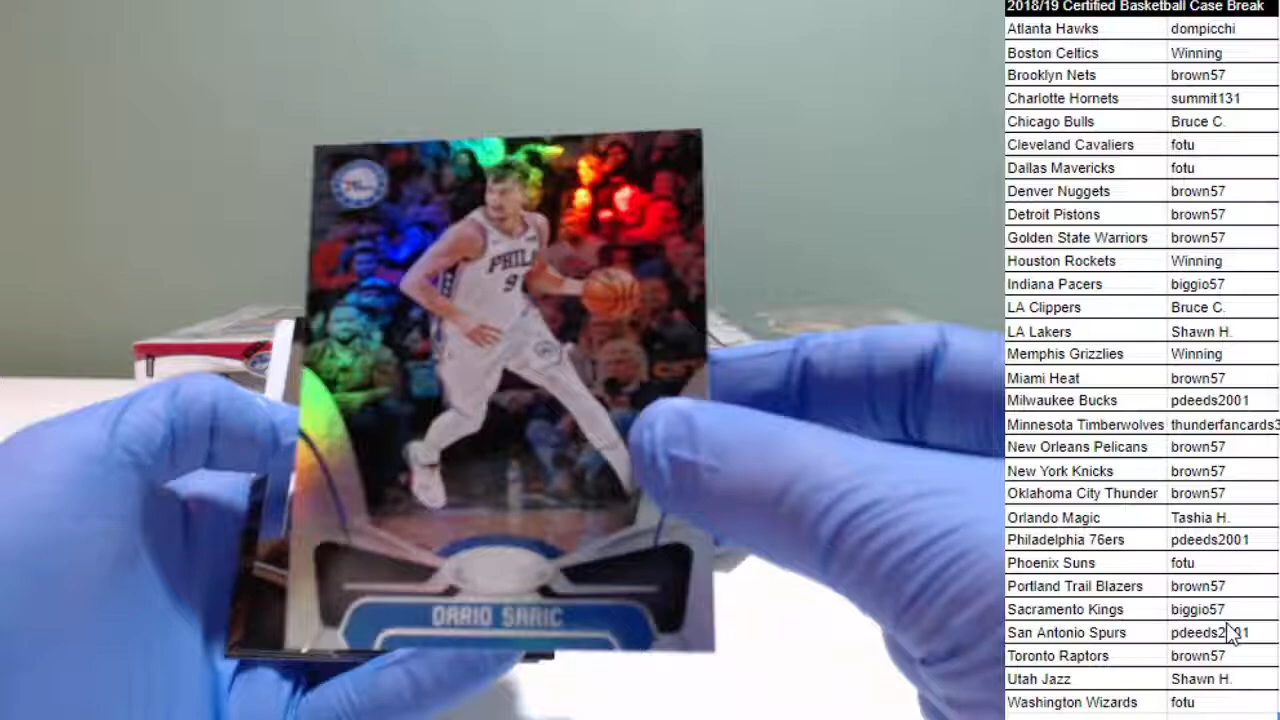 2018/19 Certified Basketball Case Break
Atlanta Hawks dompicchi
Boston Celtics Winning
Brooklyn Nets brown57
Charlotte Hornets summit131
Chicago Bulls Bruce C.
Cleveland Cavaliers fotu
Dallas Mavericks fotu
Denver Nuggets brown57
Detroit Pistons brown57
Golden State Warriors brown57
Houston Rockets Winning
Indiana Pacers biggio57
LA Clippers Bruce C.
LA Lakers Shawn H.
Memphis Grizzlies Winning
Miami Heat brown57
Milwaukee Bucks pdeeds2001
Minnesota Timberwolves thunderfancards3
New Orleans Pelicans brown57
New York Knicks brown57
Oklahoma City Thunder brown57
Orlando Magic Tashia H.
Philadelphia 76ers pdeeds2001
Phoenix Suns fotu
Portland Trail Blazers brown57
Sacramento Kings biggio57
San Antonio Spurs
Toronto Raptors brown57
Utah Jazz Shawn H.
Washington Wizards fotu
PHILA
9
DARIO SARIC